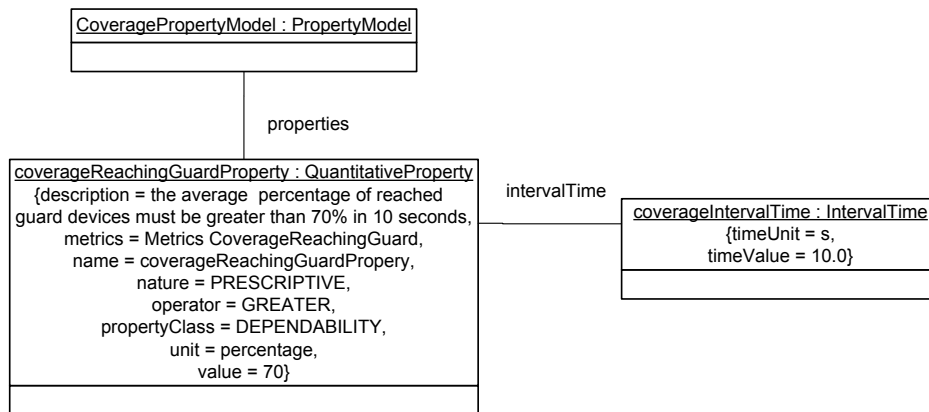 CoveragePropertyModel : PropertyModel
properties
coverageReachingGuardProperty : QuantitativeProperty
{description = the average percentage of reached
guard devices must be greater than 70% in 10 seconds,
metrics = Metrics CoverageReachingGuard,
name = coverageReachingGuardPropery,
nature = PRESCRIPTIVE,
operator = GREATER,
propertyClass = DEPENDABILITY,
unit = percentage,
value = 70}
intervalTime
coverageIntervalTime : IntervalTime
{timeUnit = s,
timeValue = 10.0}